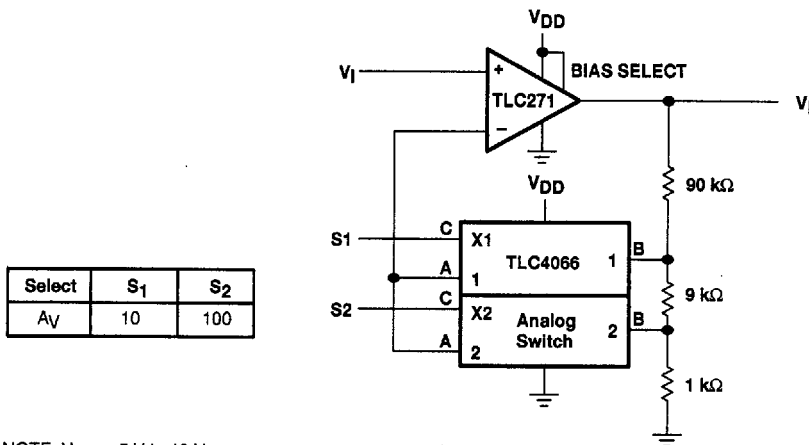 VDD
VI
+
BIAS SELECT
TLC271
−
90 kΩ
VDD
S1
C
X1
TLC4066
1
B
A
1
9 kΩ
S2
C
X2
Analog
Switch
2
B
A
2
1 kΩ
Select S1 S2
AV 10 100